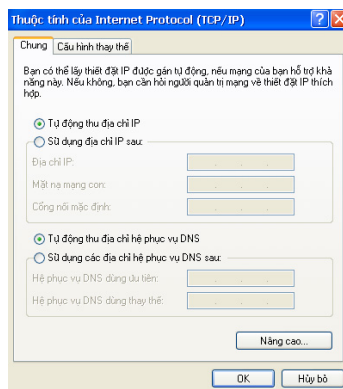 Thuộc tính của Internet Protocol (TCP/IP)
Chung
Cấu hình thay thế
Bạn có thể lấy thiết đặt IP được gán tự động, nếu mạng của bạn hỗ trợ khả
năng này. Nếu không, bạn cần hỏi người quản trị mạng về thiết đặt IP thích
hợp.
Tự động thu địa chỉ IP
Sử dụng địa chỉ IP sau:
Địa chỉ IP:
Mặt nạ mạng con:
Cổng nối mặc định:
Tự động thu địa chỉ hệ phục vụ DNS
Sử dụng các địa chỉ hệ phục vụ DNS sau:
Hệ phục vụ DNS dùng ưu tiên:
Hệ phục vụ DNS dùng thay thế:
Nâng cao...
OK
Hủy bỏ